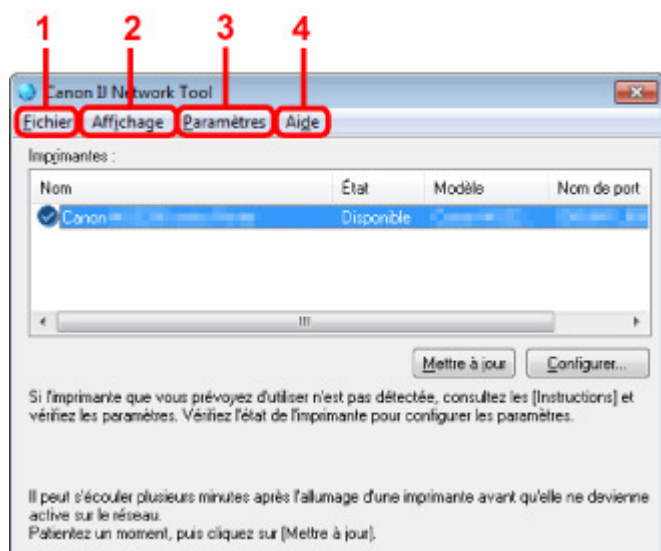 1 2 3 4
Canon IJ Network Tool
Fichier Affichage Paramètres Aide
Imprimantes :
Nom État Modèle Nom de port
Canon Disponible
Mettre à jour Configurer...
Si l'imprimante que vous prévoyez d'utiliser n'est pas détectée, consultez les [Instructions] et
vérifiez les paramètres. Vérifiez l'état de l'imprimante pour configurer les paramètres.
Il peut s'écouler plusieurs minutes après l'allumage d'une imprimante avant qu'elle ne devienne
active sur le réseau.
Patientez un moment, puis cliquez sur [Mettre à jour].